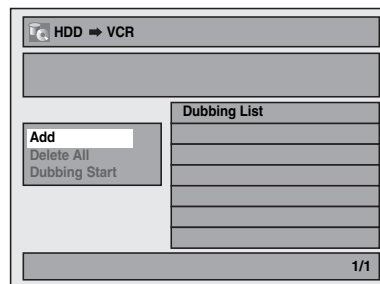 HDD ➡ VCR
Dubbing List
Add
Delete All
Dubbing Start
1/1